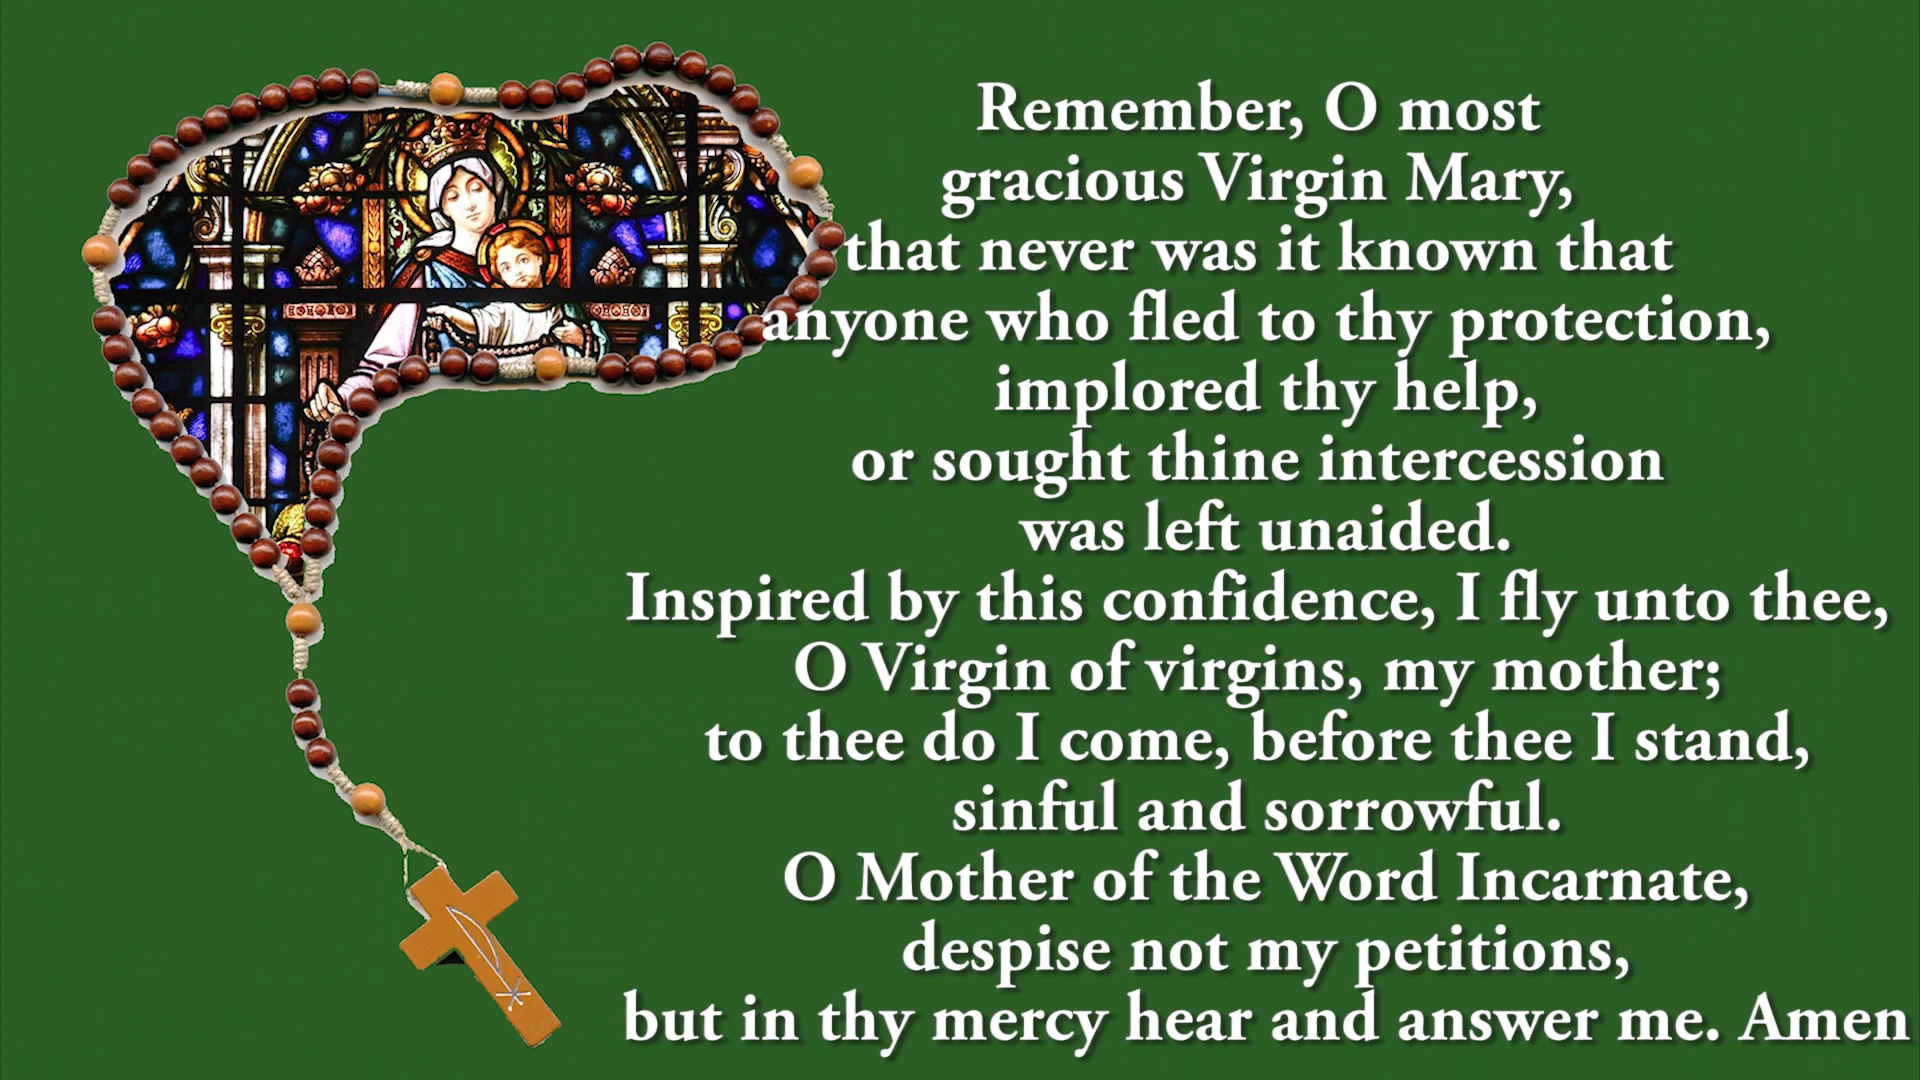 Remember, O most
gracious Virgin Mary,
that never was it known that
anyone who fled to thy protection,
implored thy help,
or sought thine intercession
was left unaided.
Inspired by this confidence, I fly unto thee,
O Virgin of virgins, my mother;
to thee do I come, before thee I stand,
sinful and sorrowful.
O Mother of the Word Incarnate,
despise not my petitions,
but in thy mercy hear and answer me. Amen